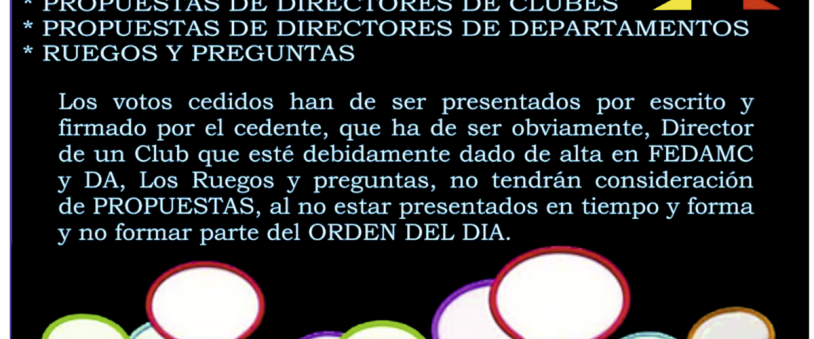 * PROPUESTAS DE DIRECTORES DE CLUBES
* PROPUESTAS DE DIRECTORES DE DEPARTAMENTOS
* RUEGOS Y PREGUNTAS
Los votos cedidos han de ser presentados por escrito y
firmado por el cedente, que ha de ser obviamente, Director
de un Club que esté debidamente dado de alta en FEDAMC
y DA, Los Ruegos y preguntas, no tendrán consideración
de PROPUESTAS, al no estar presentados en tiempo y forma
y no formar parte del ORDEN DEL DIA.